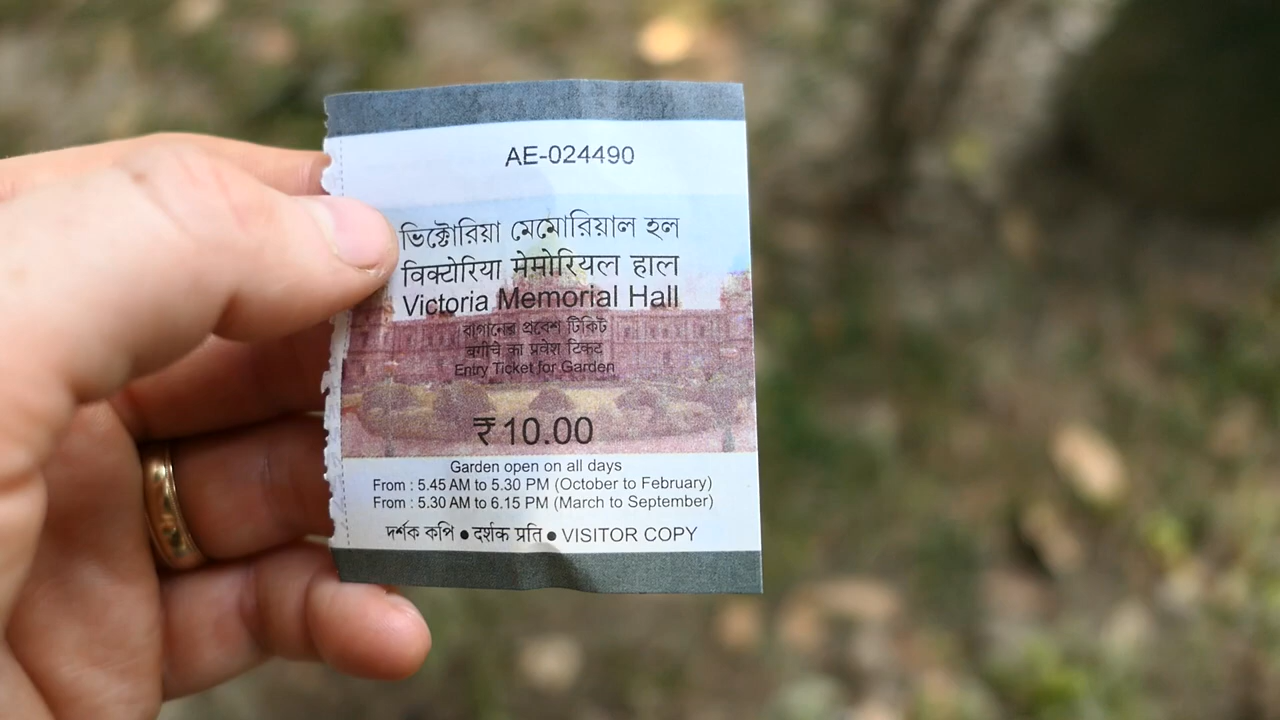 AE-024490
ভিক্টোরিয়া মেমোরিয়াল হল
विक्टोरिया मेमोरियल हाल
Victoria Memorial Hall
বাগানের প্রবেশ টিকিট
बगीचे का प्रवेश टिकट
Entry Ticket for Garden
₹ 10.00
Garden open on all days
From : 5.45 AM to 5.30 PM (October to February)
From : 5.30 AM to 6.15 PM (March to September)
দর্শক কপি ● दर्शक प्रति ● VISITOR COPY